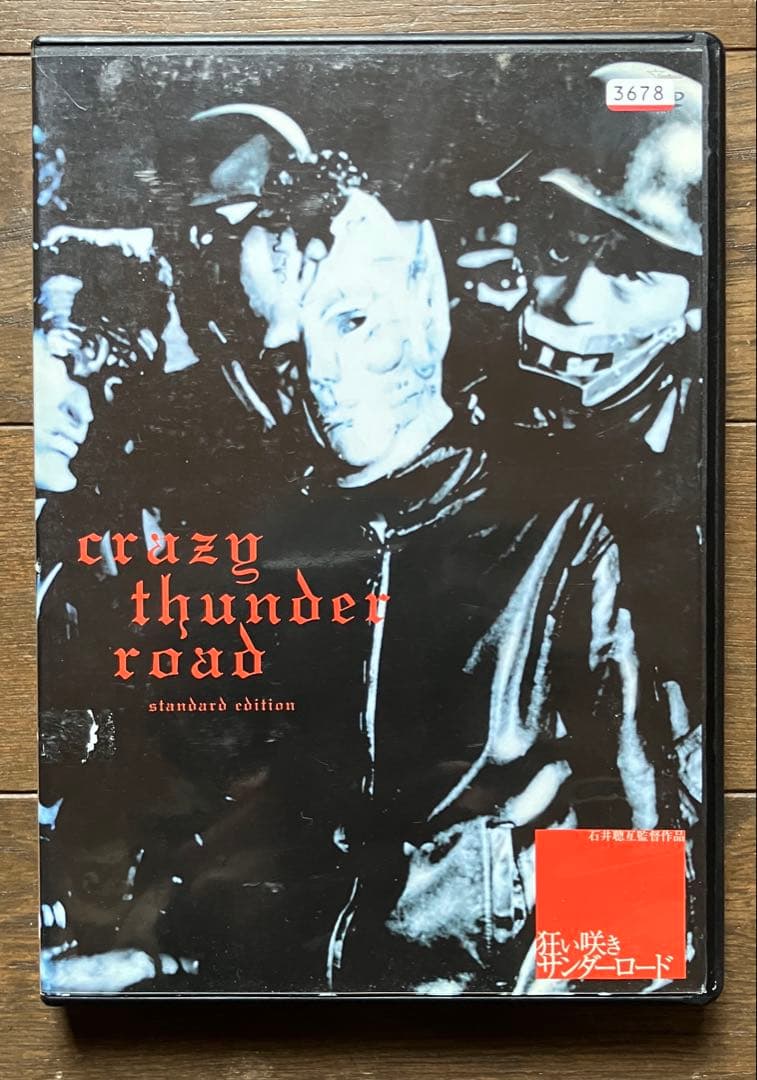 3678
crazy
thunder
road
standard edition
石井聰亙監督作品
狂い咲き
サンダーロード